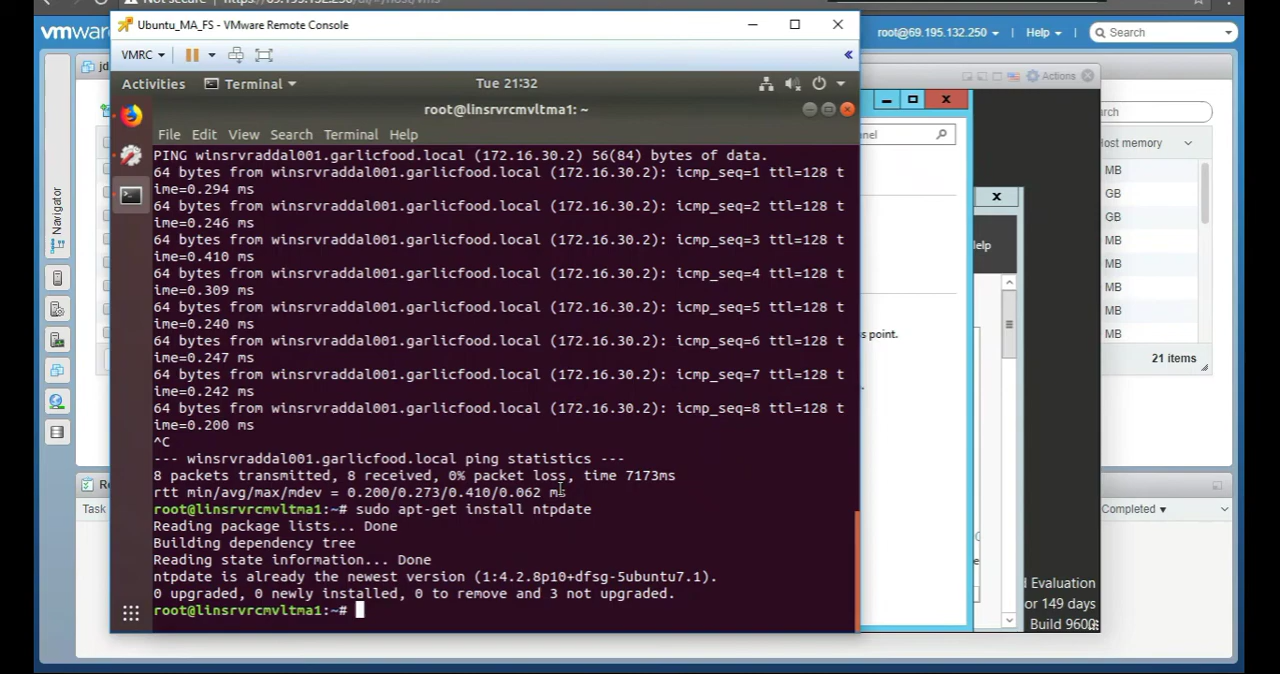 Ubuntu_MA_FS - VMware Remote Console
vmwar
root@69.195.132.250
Help
Search
VMRC
Activities
Terminal
Tue 21:32
Actions
root@linsrvrcmvltma1: ~
File Edit View Search Terminal Help
PING winsrvraddal001.garlicfood.local (172.16.30.2) 56(84) bytes of data.
64 bytes from winsrvraddal001.garlicfood.local (172.16.30.2): icmp_seq=1 ttl=128 t
ime=0.294 ms
64 bytes from winsrvraddal001.garlicfood.local (172.16.30.2): icmp_seq=2 ttl=128 t
ime=0.246 ms
64 bytes from winsrvraddal001.garlicfood.local (172.16.30.2): icmp_seq=3 ttl=128 t
ime=0.410 ms
64 bytes from winsrvraddal001.garlicfood.local (172.16.30.2): icmp_seq=4 ttl=128 t
ime=0.309 ms
64 bytes from winsrvraddal001.garlicfood.local (172.16.30.2): icmp_seq=5 ttl=128 t
ime=0.240 ms
64 bytes from winsrvraddal001.garlicfood.local (172.16.30.2): icmp_seq=6 ttl=128 t
ime=0.247 ms
64 bytes from winsrvraddal001.garlicfood.local (172.16.30.2): icmp_seq=7 ttl=128 t
ime=0.242 ms
64 bytes from winsrvraddal001.garlicfood.local (172.16.30.2): icmp_seq=8 ttl=128 t
ime=0.200 ms
^C
--- winsrvraddal001.garlicfood.local ping statistics ---
8 packets transmitted, 8 received, 0% packet loss, time 7173ms
rtt min/avg/max/mdev = 0.200/0.273/0.410/0.062 ms
root@linsrvrcmvltma1:~# sudo apt-get install ntpdate
Reading package lists... Done
Building dependency tree
Reading state information... Done
ntpdate is already the newest version (1:4.2.8p10+dfsg-5ubuntu7.1).
0 upgraded, 0 newly installed, 0 to remove and 3 not upgraded.
root@linsrvrcmvltma1:~#
Navigator
jd
Re
Task
nel
elp
s point.
d Evaluation
or 149 days
Build 9600
rch
lost memory
MB
GB
GB
MB
MB
MB
MB
MB
21 items
Completed